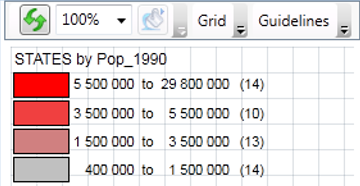 100% Grid Guidelines
STATES by Pop_1990
5 500 000 to 29 800 000 (14)
3 500 000 to 5 500 000 (10)
1 500 000 to 3 500 000 (13)
400 000 to 1 500 000 (14)